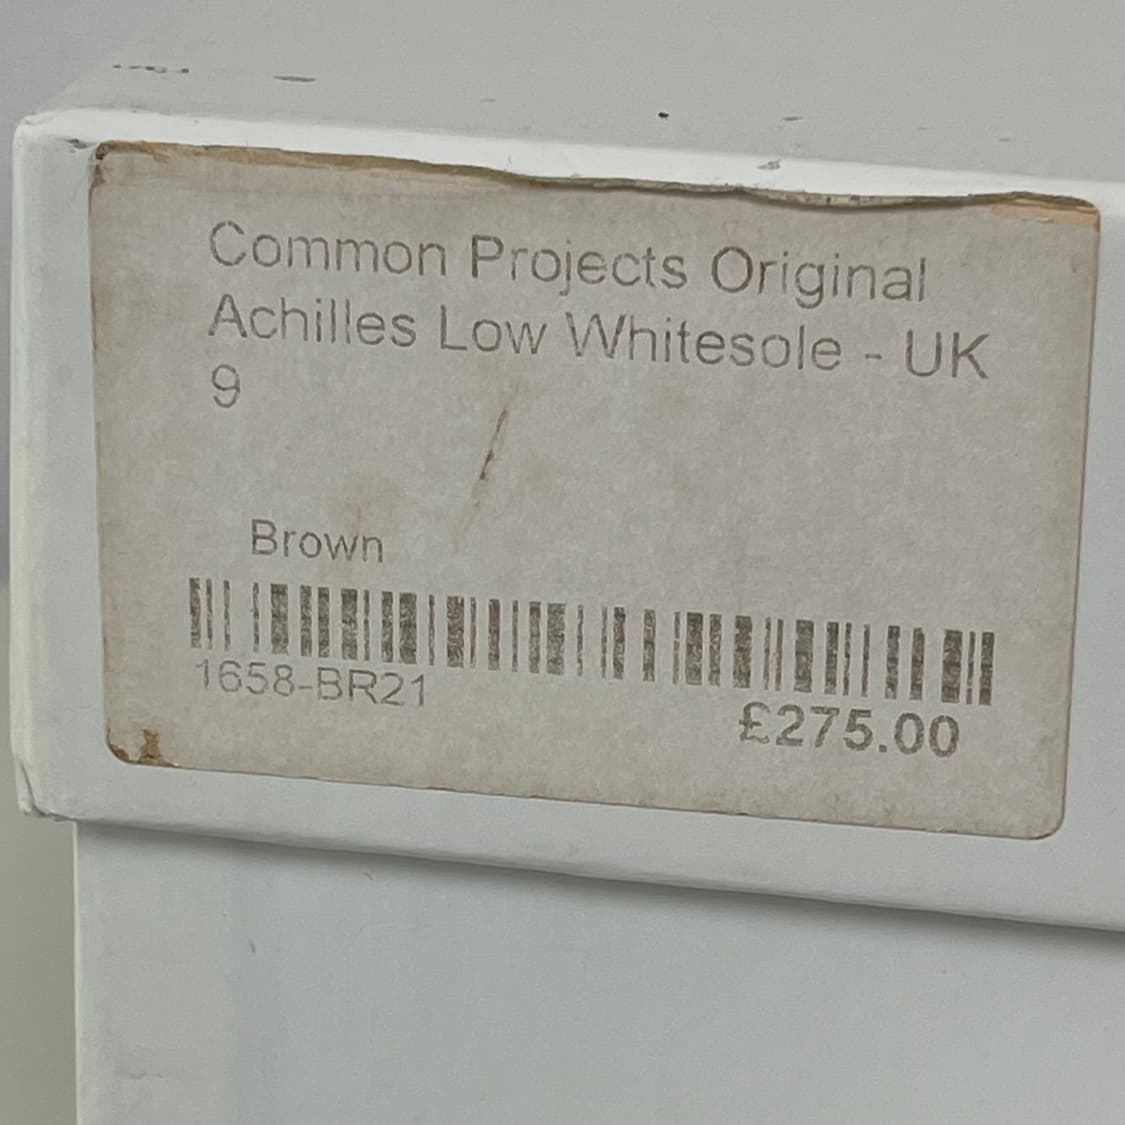 Common Projects Original
Achilles Low Whitesole - UK
9
Brown
1658-BR21
£275.00